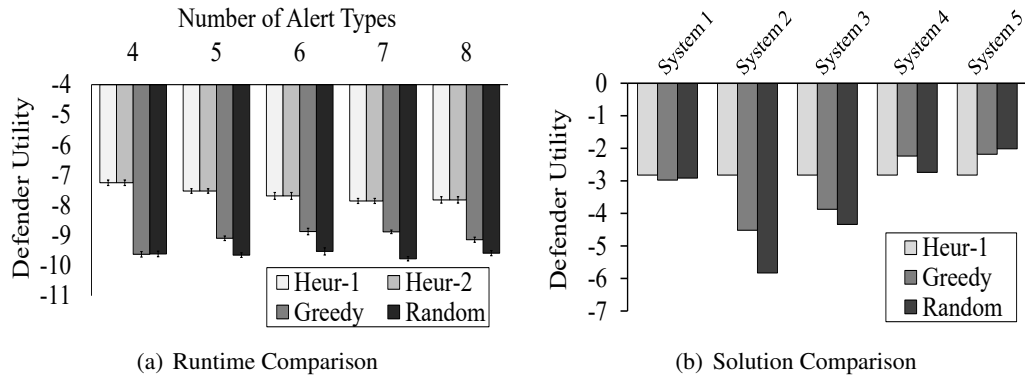 Number of Alert Types
4 5 6 7 8
-4
-5
-6
-7
-8
-9
-10
-11
Defender Utility
Heur-1 Heur-2
Greedy Random
(a) Runtime Comparison
System 1 System 2 System 3 System 4 System 5
0
-1
-2
-3
-4
-5
-6
-7
Defender Utility
Heur-1
Greedy
Random
(b) Solution Comparison